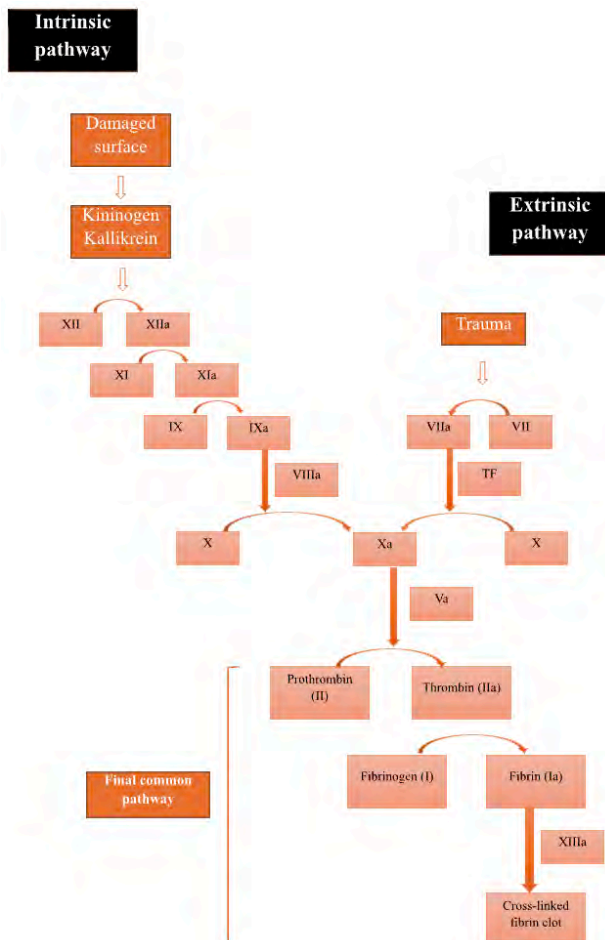 Intrinsic
pathway
Damaged
surface
Kininogen
Kallikrein
Extrinsic
pathway
XII
XIIa
Trauma
XI
XIa
IX
IXa
VIIa
VII
VIIIa
TF
X
Xa
X
Va
Prothrombin
(II)
Thrombin (IIa)
Fibrinogen (I)
Fibrin (Ia)
Final common
pathway
XIIIa
Cross-linked
fibrin clot